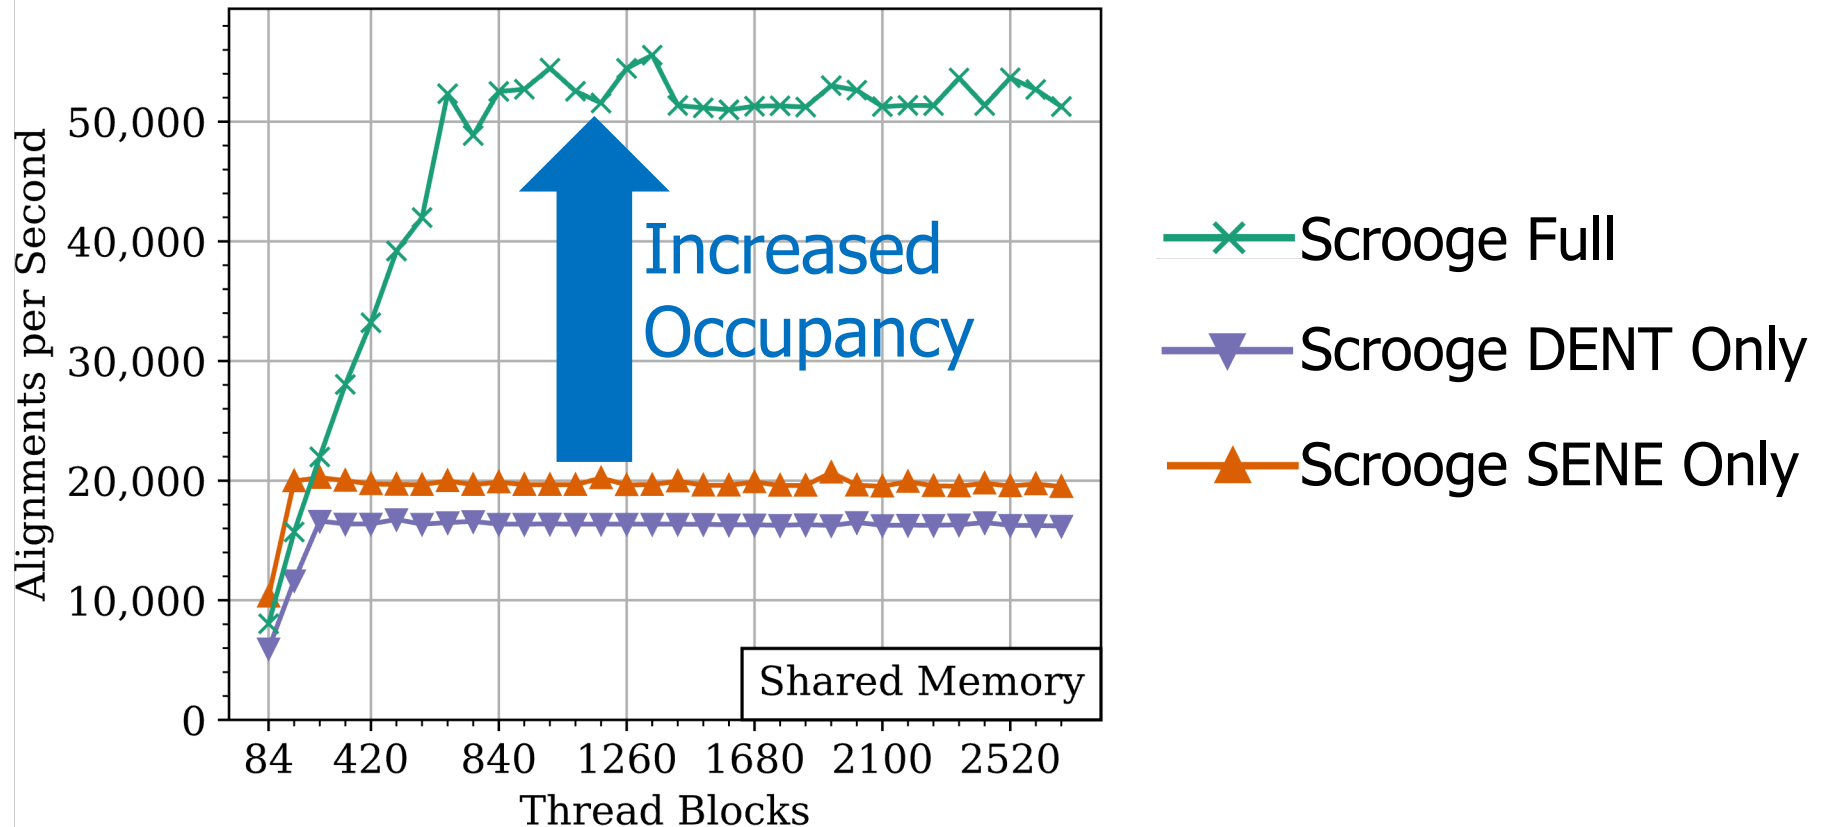 Alignments per Second
50,000
40,000
30,000
20,000
10,000
0
84 420 840 1260 1680 2100 2520
Thread Blocks
Increased
Occupancy
Shared Memory
Scrooge Full
Scrooge DENT Only
Scrooge SENE Only